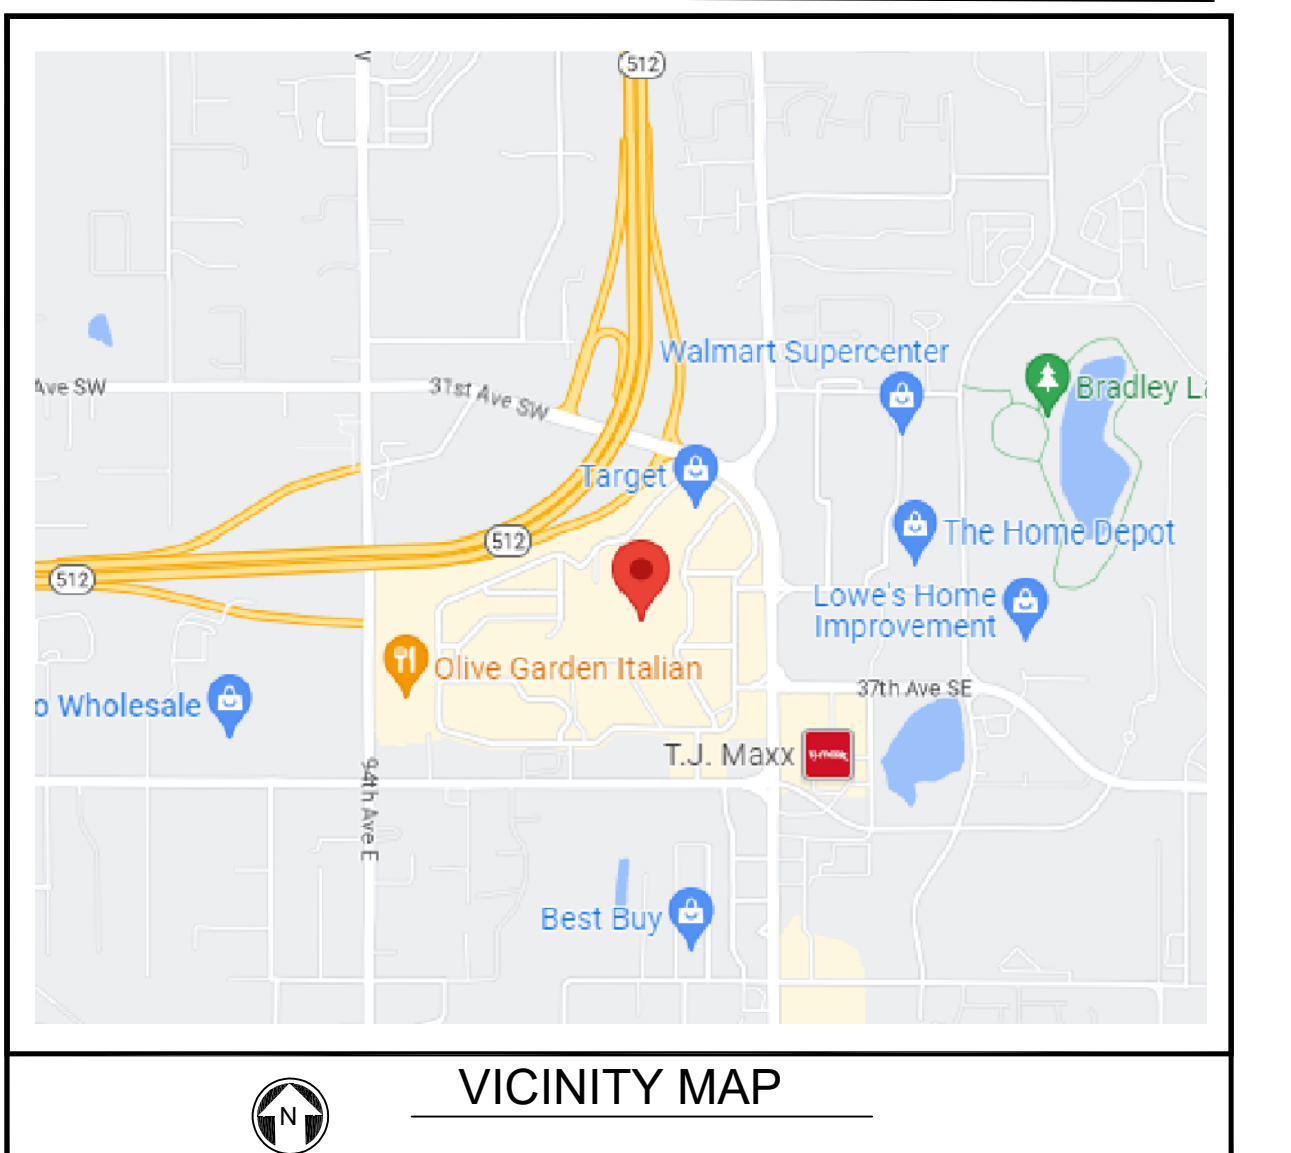 512
Walmart Supercenter
Ave SW
31st Ave SW
Bradley La
Target
512
The Home Depot
512
Lowe's Home
Improvement
Olive Garden Italian
37th Ave SE
o Wholesale
T.J. Maxx
94th Ave E
Best Buy
VICINITY MAP
N